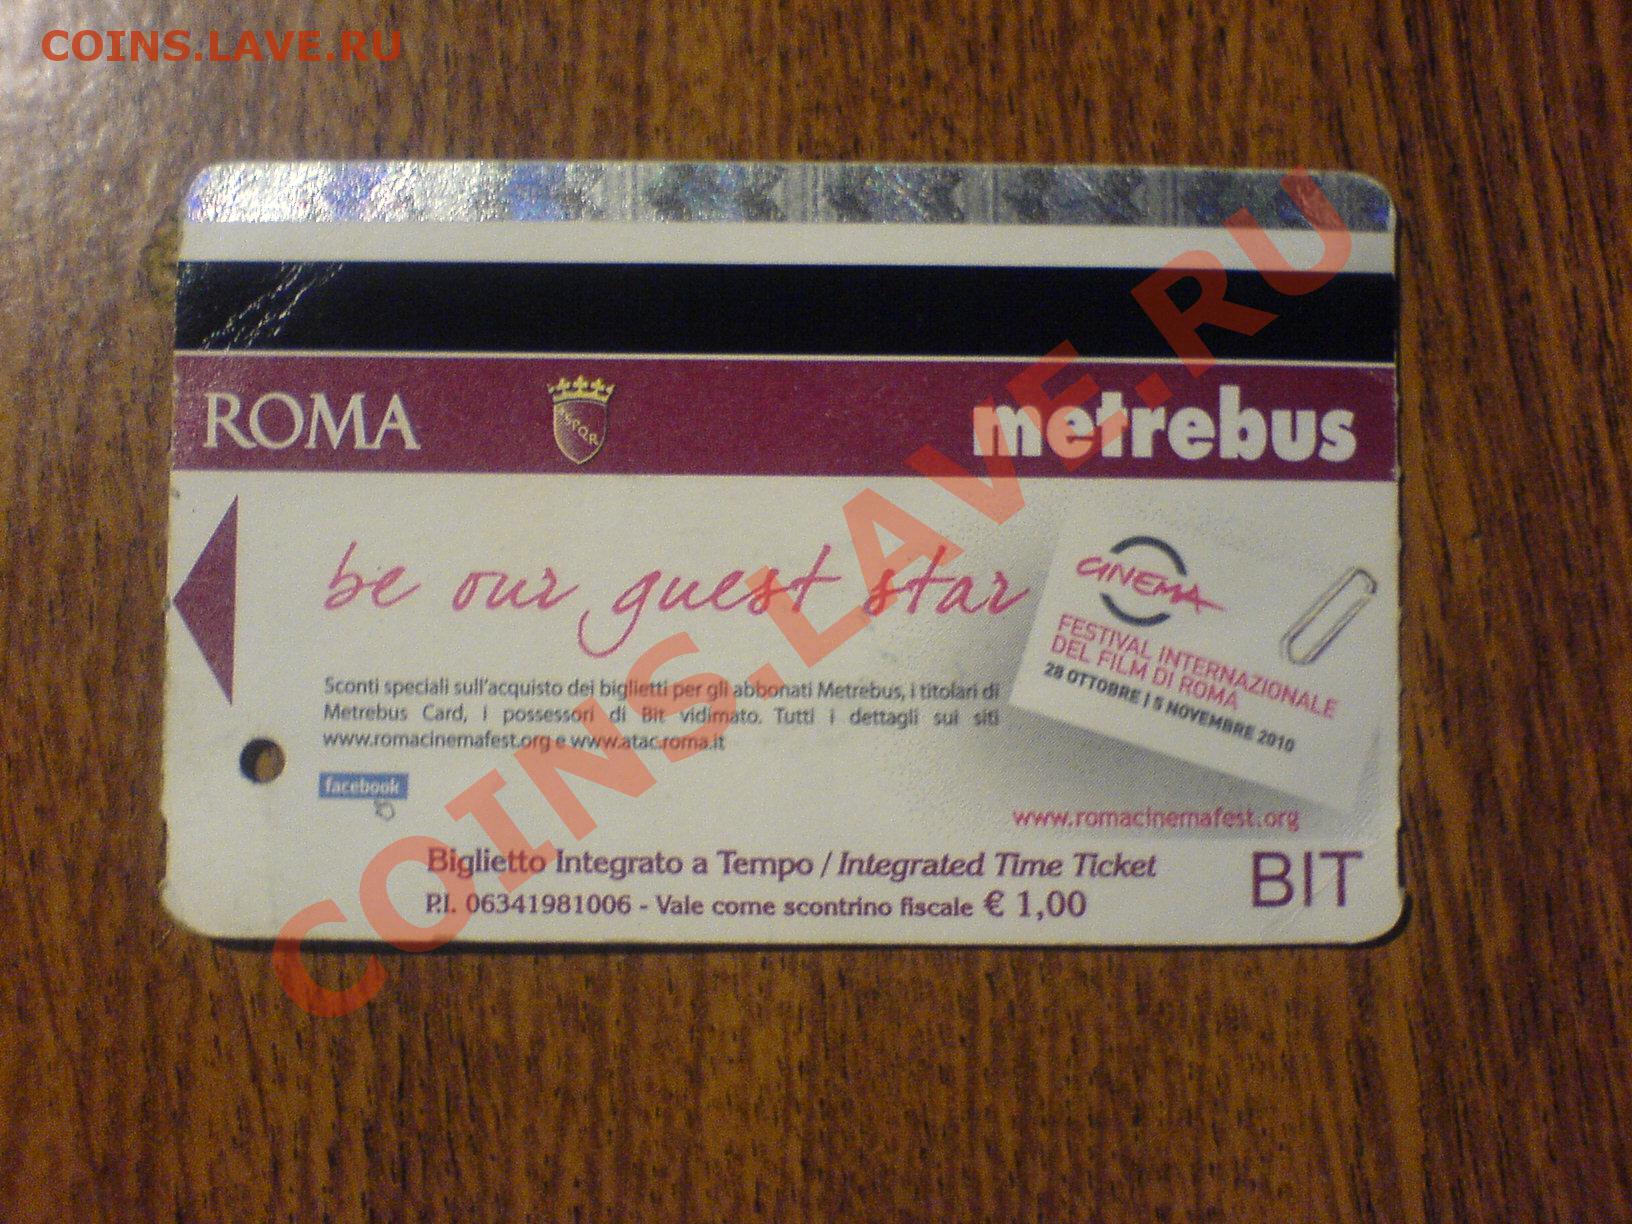 COINS.LAVE.RU
ROMA
SPQR
metrebus
be our guest star
CINEMA
FESTIVAL INTERNAZIONALE
DEL FILM DI ROMA
28 OTTOBRE | 5 NOVEMBRE 2010
Sconti speciali sull'acquisto dei biglietti per gli abbonati Metrebus, i titolari di
Metrebus Card, i possessori di Bit vidimato. Tutti i dettagli sui siti
www.romacinemafest.org e www.atac.roma.it
facebook
www.romacinemafest.org
Biglietto Integrato a Tempo / Integrated Time Ticket
P.I. 06341981006 - Vale come scontrino fiscale € 1,00
BIT
COINS.LAVE.RU